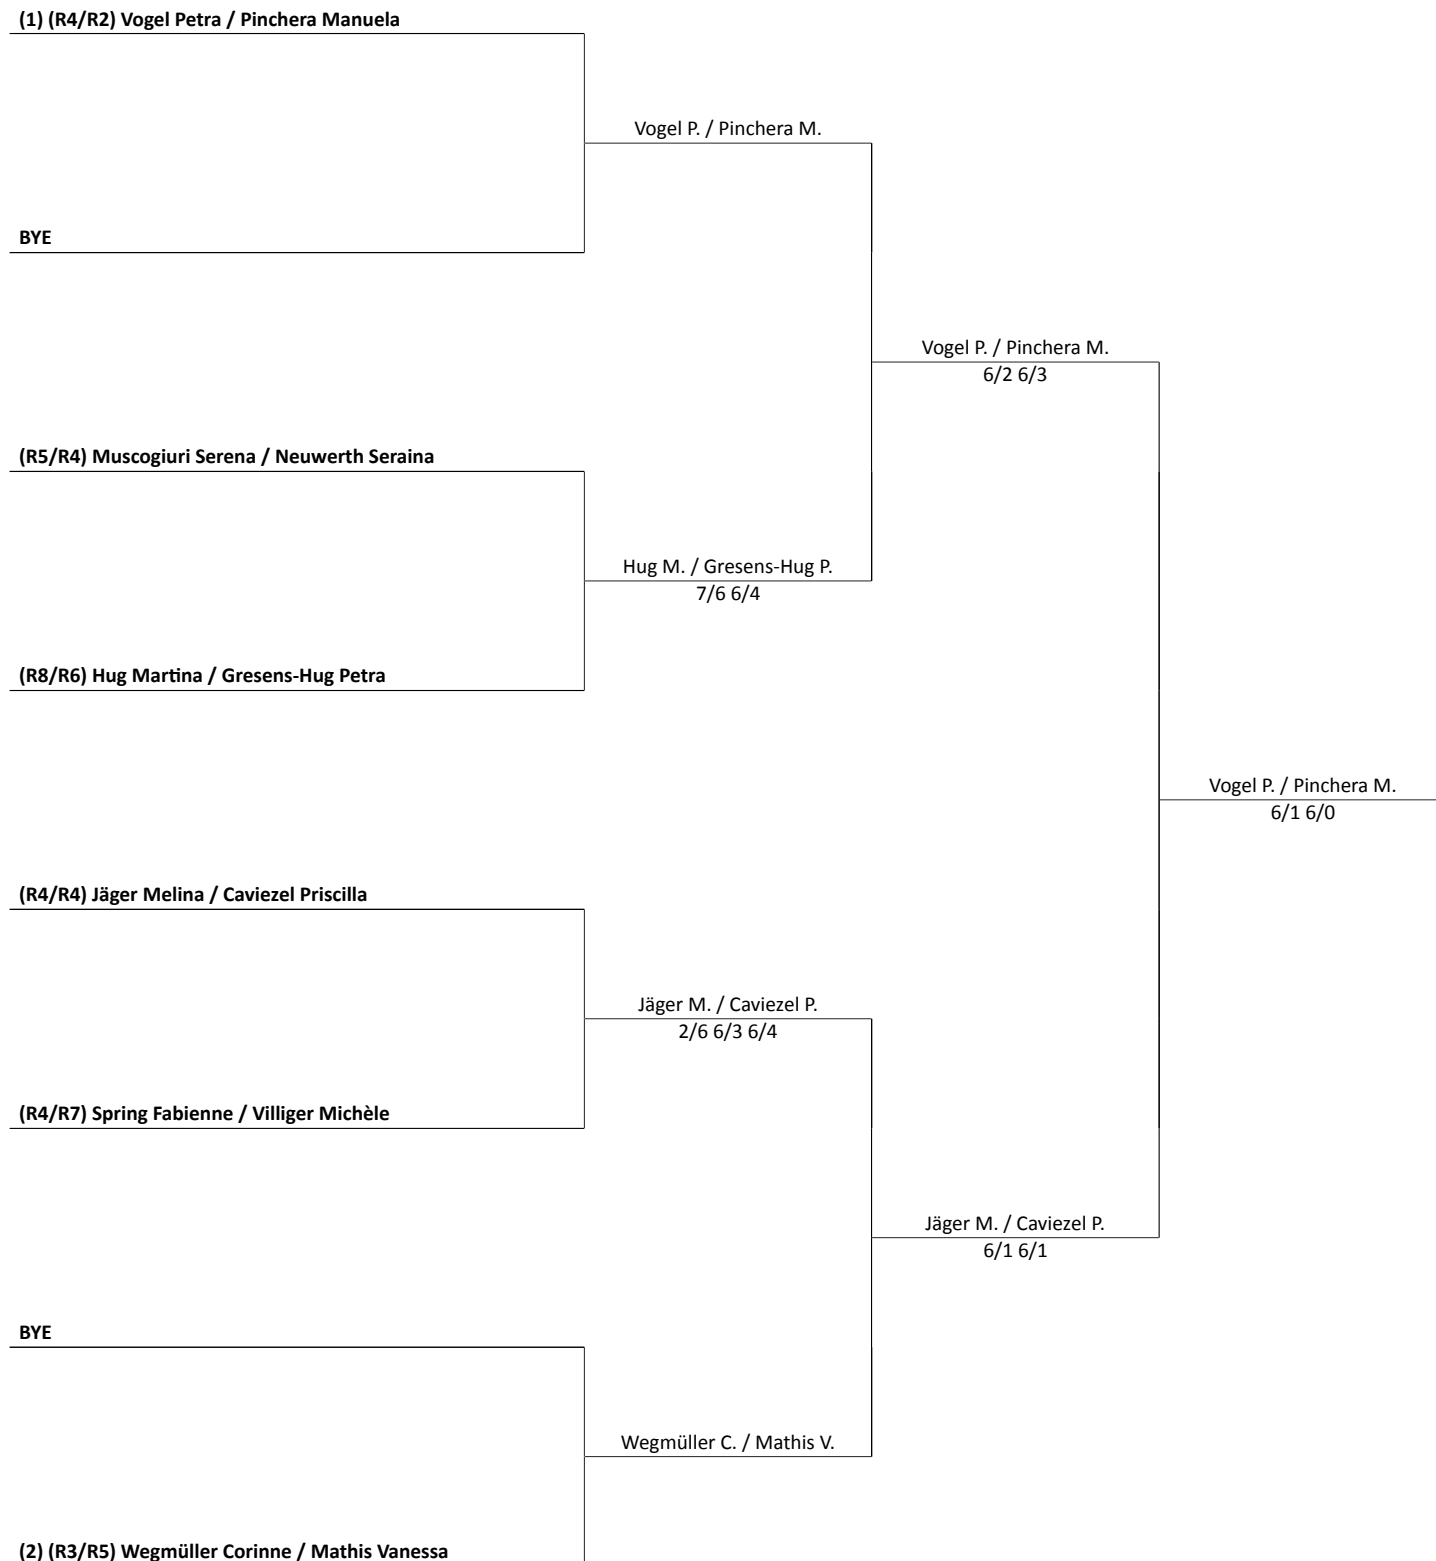 (1) (R4/R2) Vogel Petra / Pinchera Manuela
Vogel P. / Pinchera M.
BYE
Vogel P. / Pinchera M.
6/2 6/3
(R5/R4) Muscogiuri Serena / Neuwerth Seraina
Hug M. / Gresens-Hug P.
7/6 6/4
(R8/R6) Hug Martina / Gresens-Hug Petra
Vogel P. / Pinchera M.
6/1 6/0
(R4/R4) Jäger Melina / Caviezel Priscilla
Jäger M. / Caviezel P.
2/6 6/3 6/4
(R4/R7) Spring Fabienne / Villiger Michèle
Jäger M. / Caviezel P.
6/1 6/1
BYE
Wegmüller C. / Mathis V.
(2) (R3/R5) Wegmüller Corinne / Mathis Vanessa